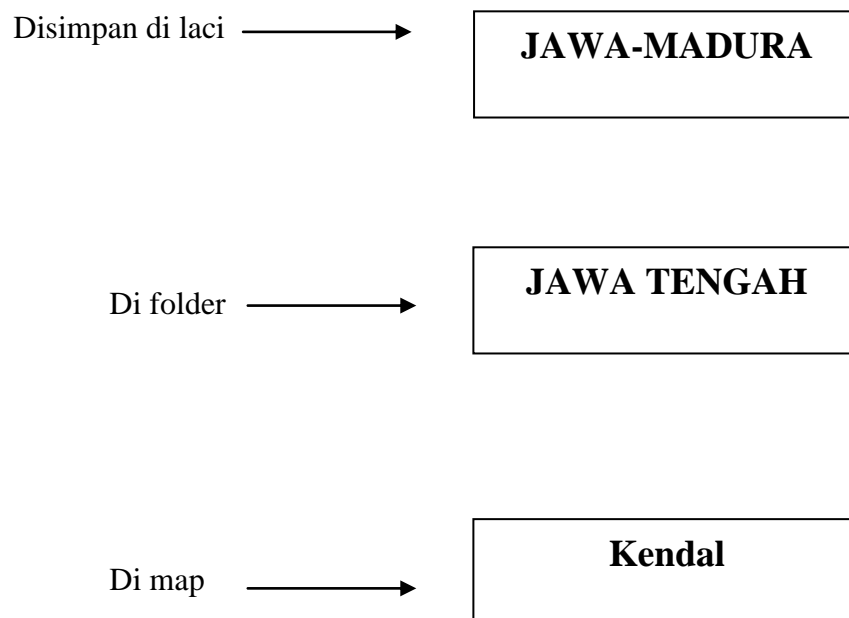 Disimpan di laci
JAWA-MADURA
Di folder
JAWA TENGAH
Di map
Kendal